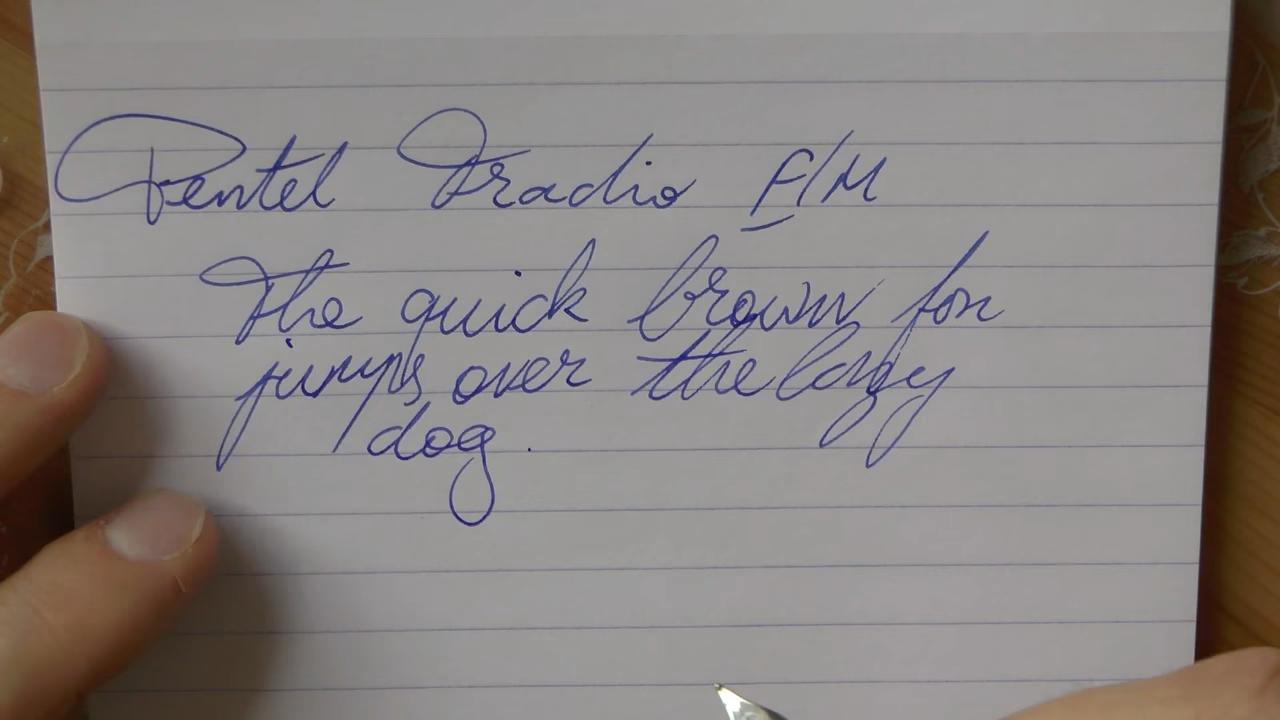 Pentel Tradio F/M
The quick brown fox
jumps over the lazy
dog.